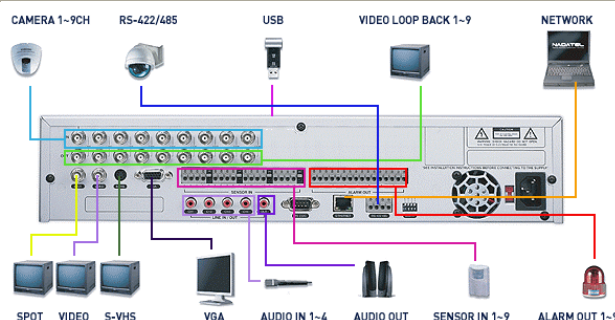 CAMERA 1~9CH
RS-422/485
USB
VIDEO LOOP BACK 1~9
NETWORK
SENSOR IN
ALARM OUT
LINE IN / OUT
SPOT
VIDEO
S-VHS
VGA
AUDIO IN 1~4
AUDIO OUT
SENSOR IN 1~9
ALARM OUT 1~